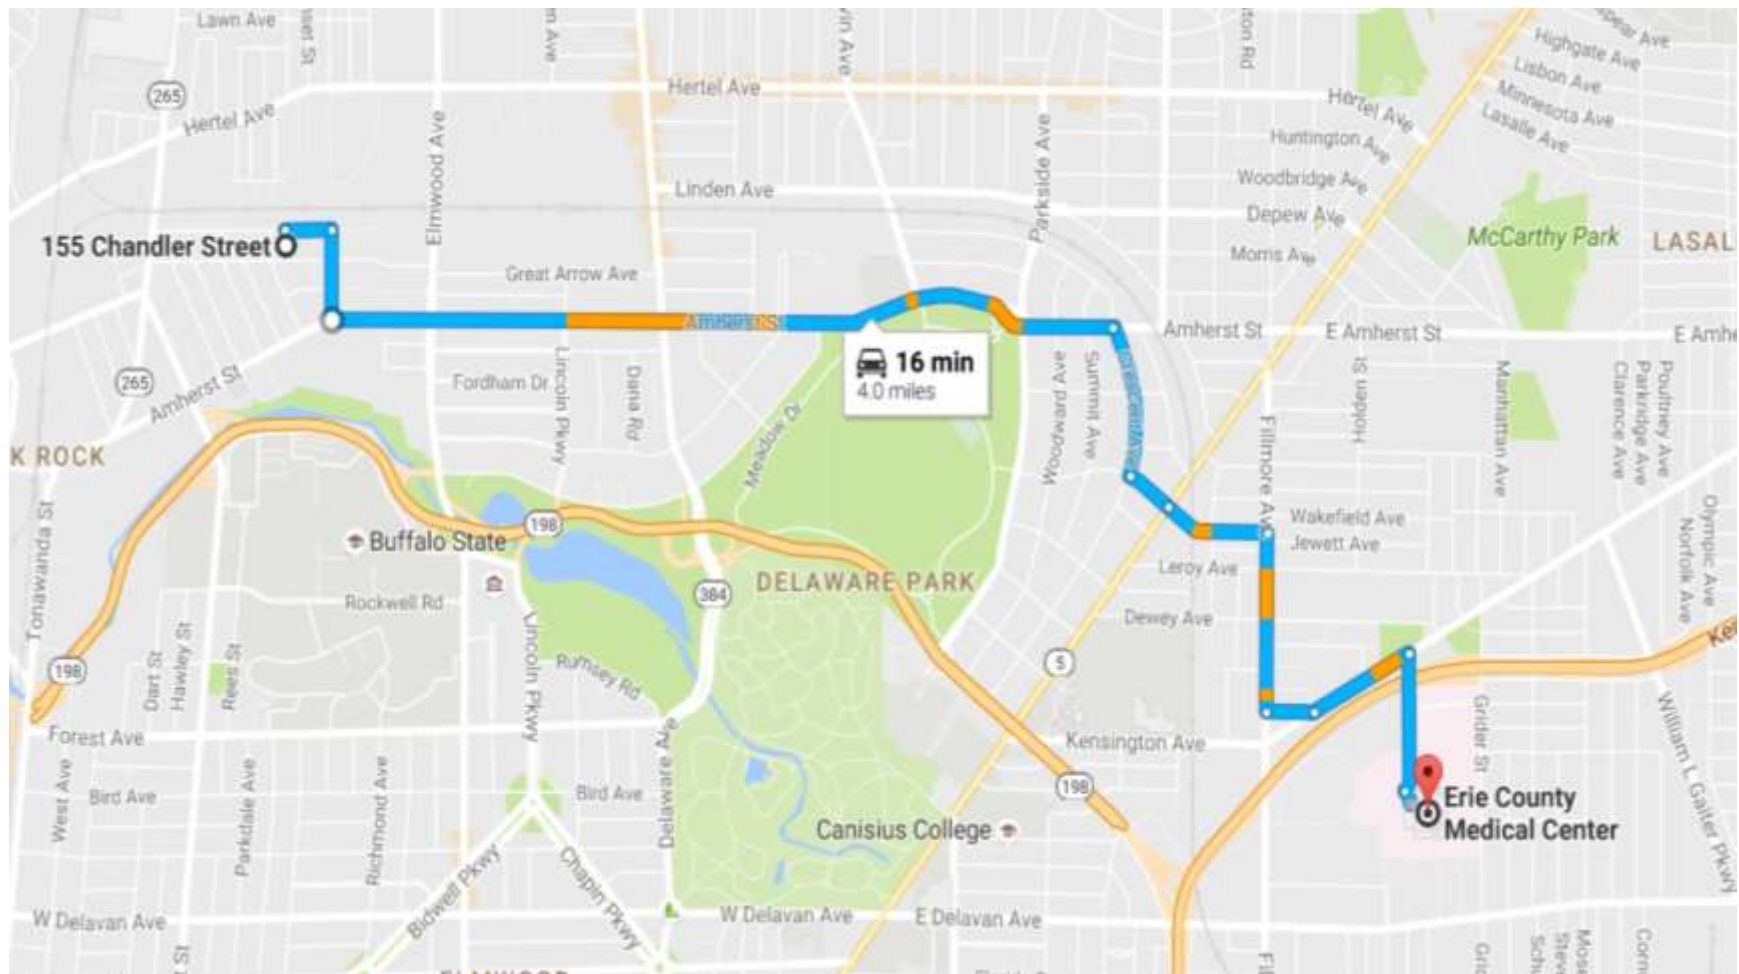 Lawn Ave
265
Hertel Ave
Hertel Ave
Hertel Ave
Elmwood Ave
Parkside Ave
Highgate Ave
Lisbon Ave
Minnesota Ave
Lasalle Ave
Huntington Ave
Woodbridge Ave
Depew Ave
Morris Ave
Linden Ave
McCarthy Park
LASAL
155 Chandler Street
Great Arrow Ave
Amherst St
Amherst St
E Amherst St
E Amhe
16 min
4.0 miles
265
Amherst St
Fordham Dr
Lincoln Pkwy
Dana Rd
Meadow Dr
Woodward Ave
Summit Ave
Fillmore Ave
Holden St
Manhattan Ave
Clarence Ave
Parkridge Ave
Poultney Ave
K ROCK
Tonawanda St
198
Buffalo State
Wakefield Ave
Jewett Ave
Leroy Ave
Olympic Ave
Norfolk Ave
DELAWARE PARK
384
Rockwell Rd
Dewey Ave
Lincoln Pkwy
Rumsey Rd
5
198
Dart St
Hawley St
Rees St
Ke
Forest Ave
Kensington Ave
Grider St
William L Gaiter Pkwy
West Ave
Bird Ave
Parkdale Ave
Richmond Ave
Bird Ave
Delaware Ave
198
Erie County
Medical Center
Canisius College
Bidwell Pkwy
Chapin Pkwy
W Delavan Ave
W Delavan Ave
E Delavan Ave